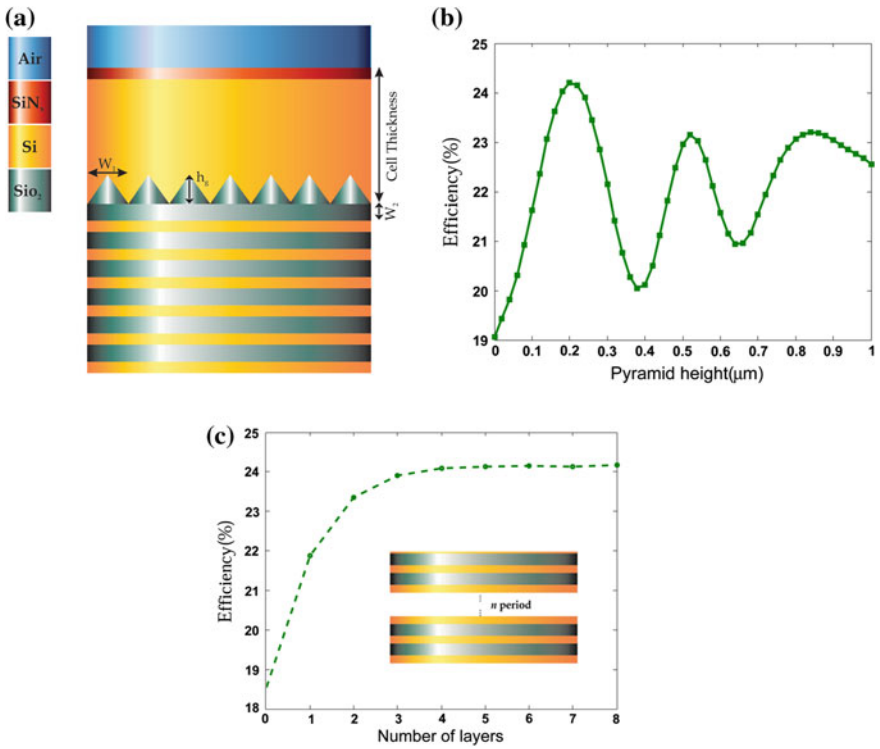 (a)
Air
SiN
Si
Sio2
W1
hg
W2
Cell Thickness
(b)
Efficiency(%)
25
24
23
22
21
20
19
0
0.1
0.2
0.3
0.4
0.5
0.6
0.7
0.8
0.9
1
Pyramid height(μm)
(c)
Efficiency(%)
25
24
23
22
21
20
19
18
n period
0
1
2
3
4
5
6
7
8
Number of layers